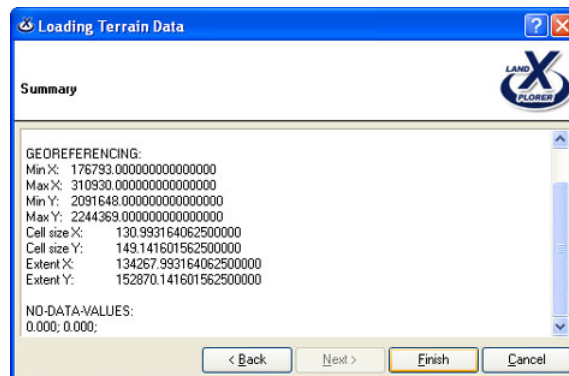 Loading Terrain Data
Summary
LAND
X
PLORER
GEOREFERENCING:
Min X: 176793.000000000000000
Max X: 310930.000000000000000
Min Y: 2091648.000000000000000
Max Y: 2244369.000000000000000
Cell size X: 130.993164062500000
Cell size Y: 149.141601562500000
Extent X: 134267.993164062500000
Extent Y: 152870.141601562500000
NO-DATA-VALUES:
0.000; 0.000;
< Back
Next >
Finish
Cancel